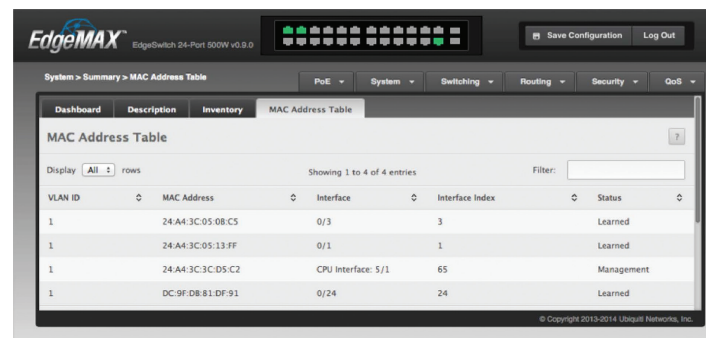 EdgeMAX™ EdgeSwitch 24-Port 500W v0.9.0 Save Configuration Log Out
System > Summary > MAC Address Table PoE System Switching Routing Security QoS
Dashboard Description Inventory MAC Address Table
MAC Address Table ?
Display All rows Showing 1 to 4 of 4 entries Filter:
VLAN ID MAC Address Interface Interface Index Status
1 24:A4:3C:05:08:C5 0/3 3 Learned
1 24:A4:3C:05:13:FF 0/1 1 Learned
1 24:A4:3C:3C:D5:C2 CPU Interface: 5/1 65 Management
1 DC:9F:DB:81:DF:91 0/24 24 Learned
© Copyright 2013-2014 Ubiquiti Networks, Inc.